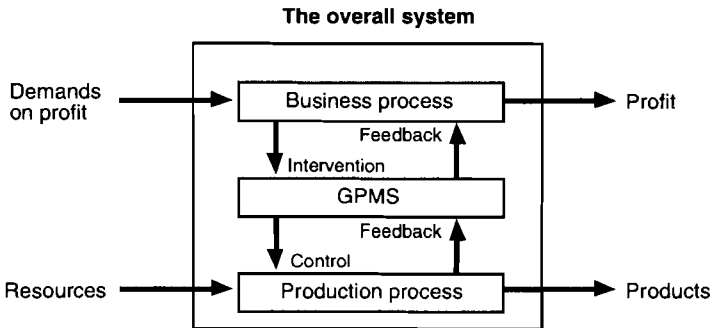 The overall system
Demands
on profit
Business process
Profit
Feedback
Intervention
GPMS
Feedback
Control
Resources
Production process
Products